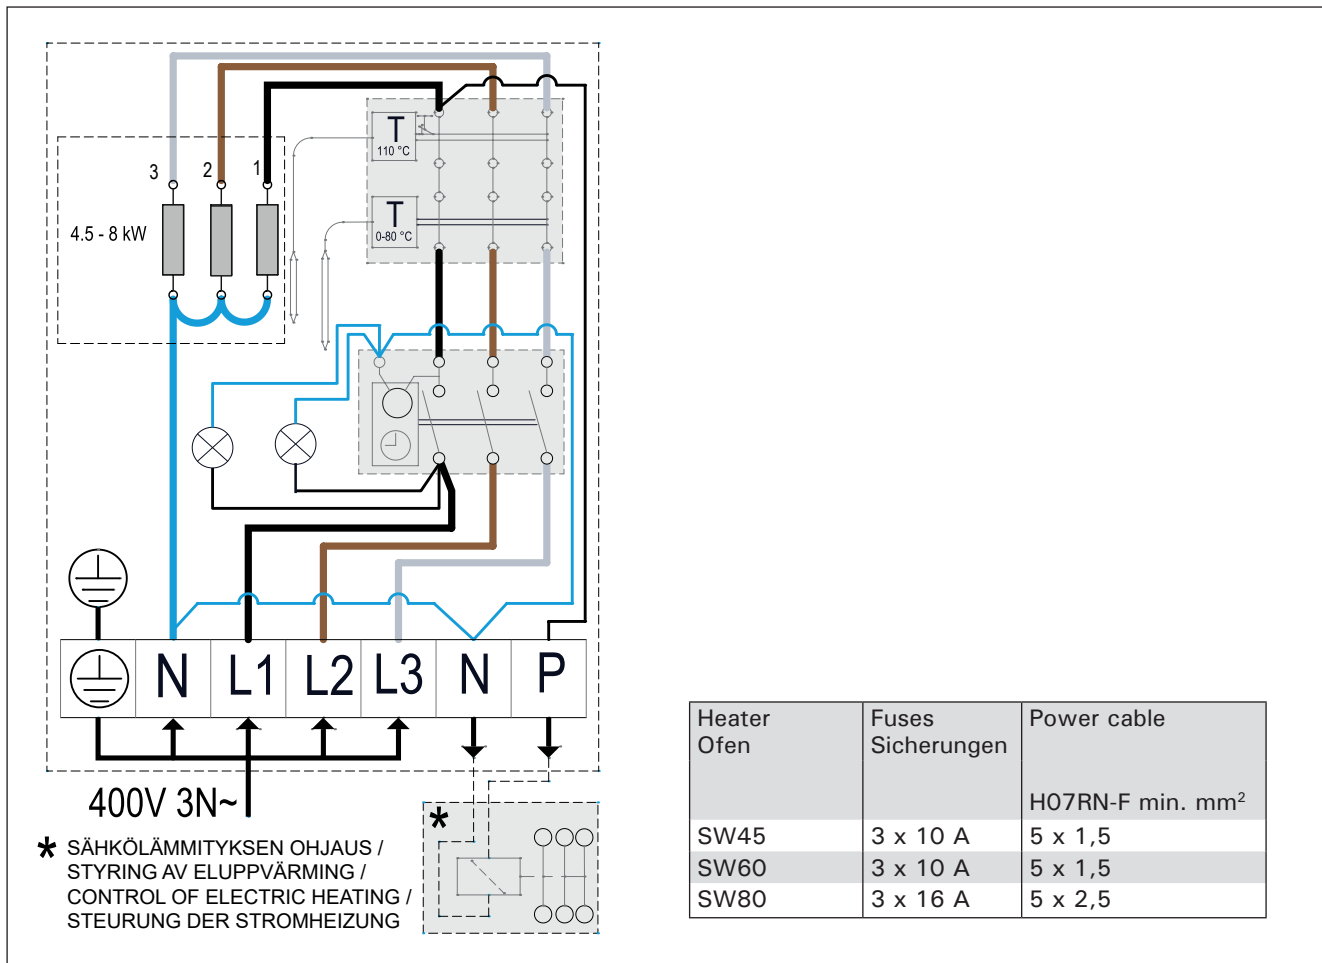 T
110 °C
3
2
1
T
0-80 °C
4.5 - 8 kW
N
L1
L2
L3
N
P
400V 3N~
*
* SÄHKÖLÄMMITYKSEN OHJAUS /
STYRING AV ELUPPVÄRMING /
CONTROL OF ELECTRIC HEATING /
STEURUNG DER STROMHEIZUNG
Heater Fuses Power cable
Ofen Sicherungen
H07RN-F min. mm²
SW45 3 x 10 A 5 x 1,5
SW60 3 x 10 A 5 x 1,5
SW80 3 x 16 A 5 x 2,5